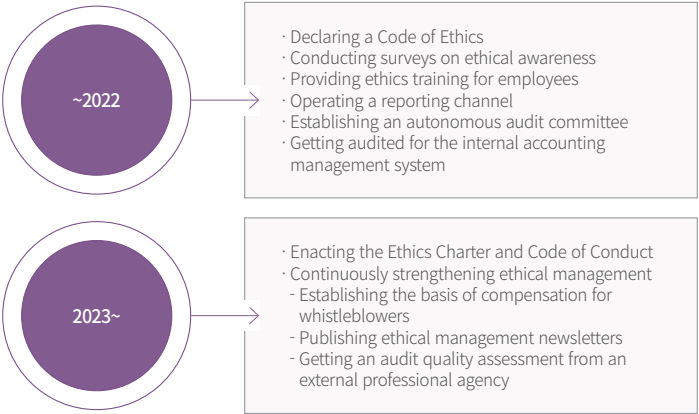 ~2022
· Declaring a Code of Ethics
· Conducting surveys on ethical awareness
· Providing ethics training for employees
· Operating a reporting channel
· Establishing an autonomous audit committee
· Getting audited for the internal accounting
management system
2023~
· Enacting the Ethics Charter and Code of Conduct
· Continuously strengthening ethical management
- Establishing the basis of compensation for
whistleblowers
- Publishing ethical management newsletters
- Getting an audit quality assessment from an
external professional agency